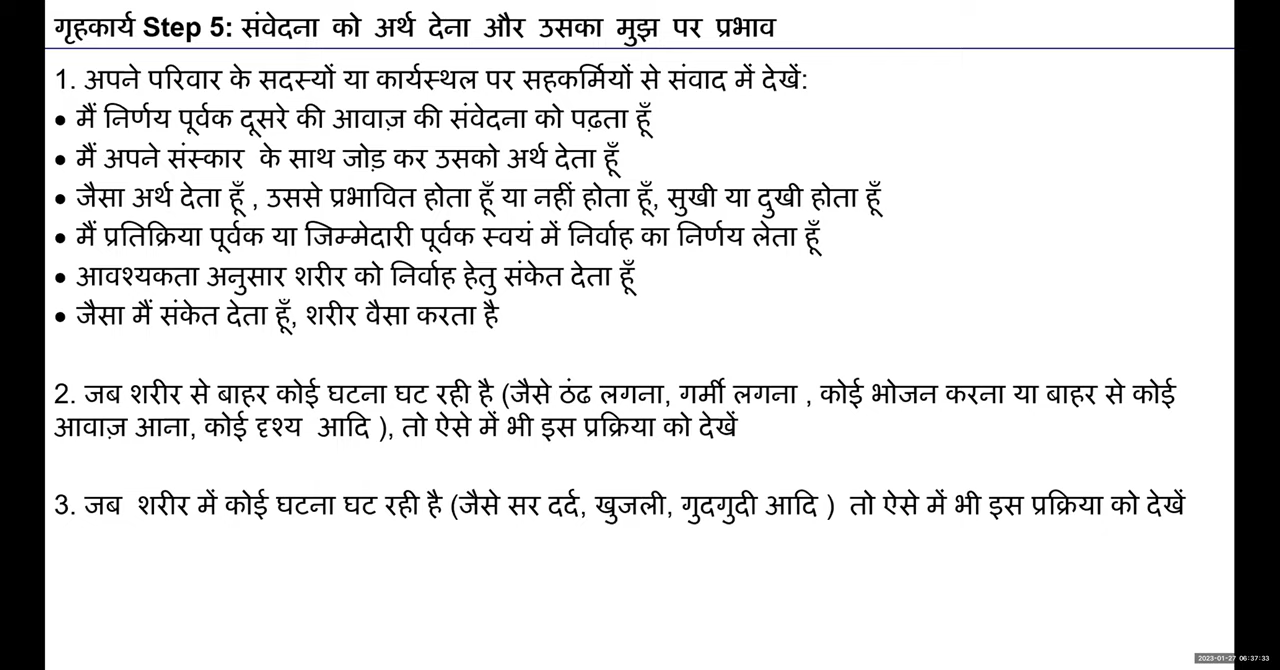 गृहकार्य Step 5: संवेदना को अर्थ देना और उसका मुझ पर प्रभाव
1. अपने परिवार के सदस्यों या कार्यस्थल पर सहकर्मियों से संवाद में देखें:
• मैं निर्णय पूर्वक दूसरे की आवाज़ की संवेदना को पढ़ता हूँ
• मैं अपने संस्कार के साथ जोड़ कर उसको अर्थ देता हूँ
• जैसा अर्थ देता हूँ , उससे प्रभावित होता हूँ या नहीं होता हूँ, सुखी या दुखी होता हूँ
• मैं प्रतिक्रिया पूर्वक या जिम्मेदारी पूर्वक स्वयं में निर्वाह का निर्णय लेता हूँ
• आवश्यकता अनुसार शरीर को निर्वाह हेतु संकेत देता हूँ
• जैसा मैं संकेत देता हूँ, शरीर वैसा करता है
2. जब शरीर से बाहर कोई घटना घट रही है (जैसे ठंढ लगना, गर्मी लगना , कोई भोजन करना या बाहर से कोई
आवाज़ आना, कोई दृश्य आदि ), तो ऐसे में भी इस प्रक्रिया को देखें
3. जब शरीर में कोई घटना घट रही है (जैसे सर दर्द, खुजली, गुदगुदी आदि ) तो ऐसे में भी इस प्रक्रिया को देखें
2023-01-27 06:37:33